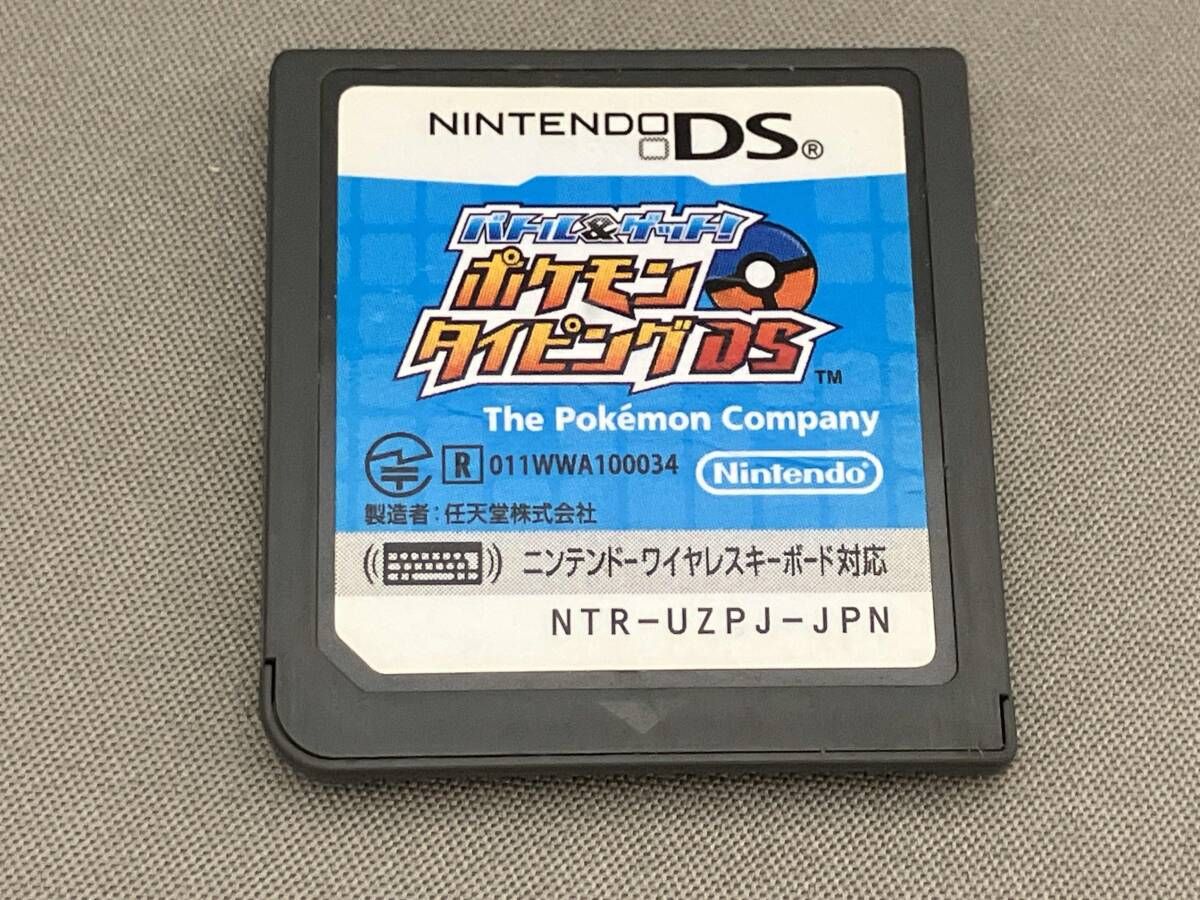 NINTENDO DS®
バトル&ゲット!
ポケモン
タイピングDS™
The Pokémon Company
R 011WWA100034
Nintendo®
製造者:任天堂株式会社
ニンテンドーワイヤレスキーボード対応
NTR-UZPJ-JPN